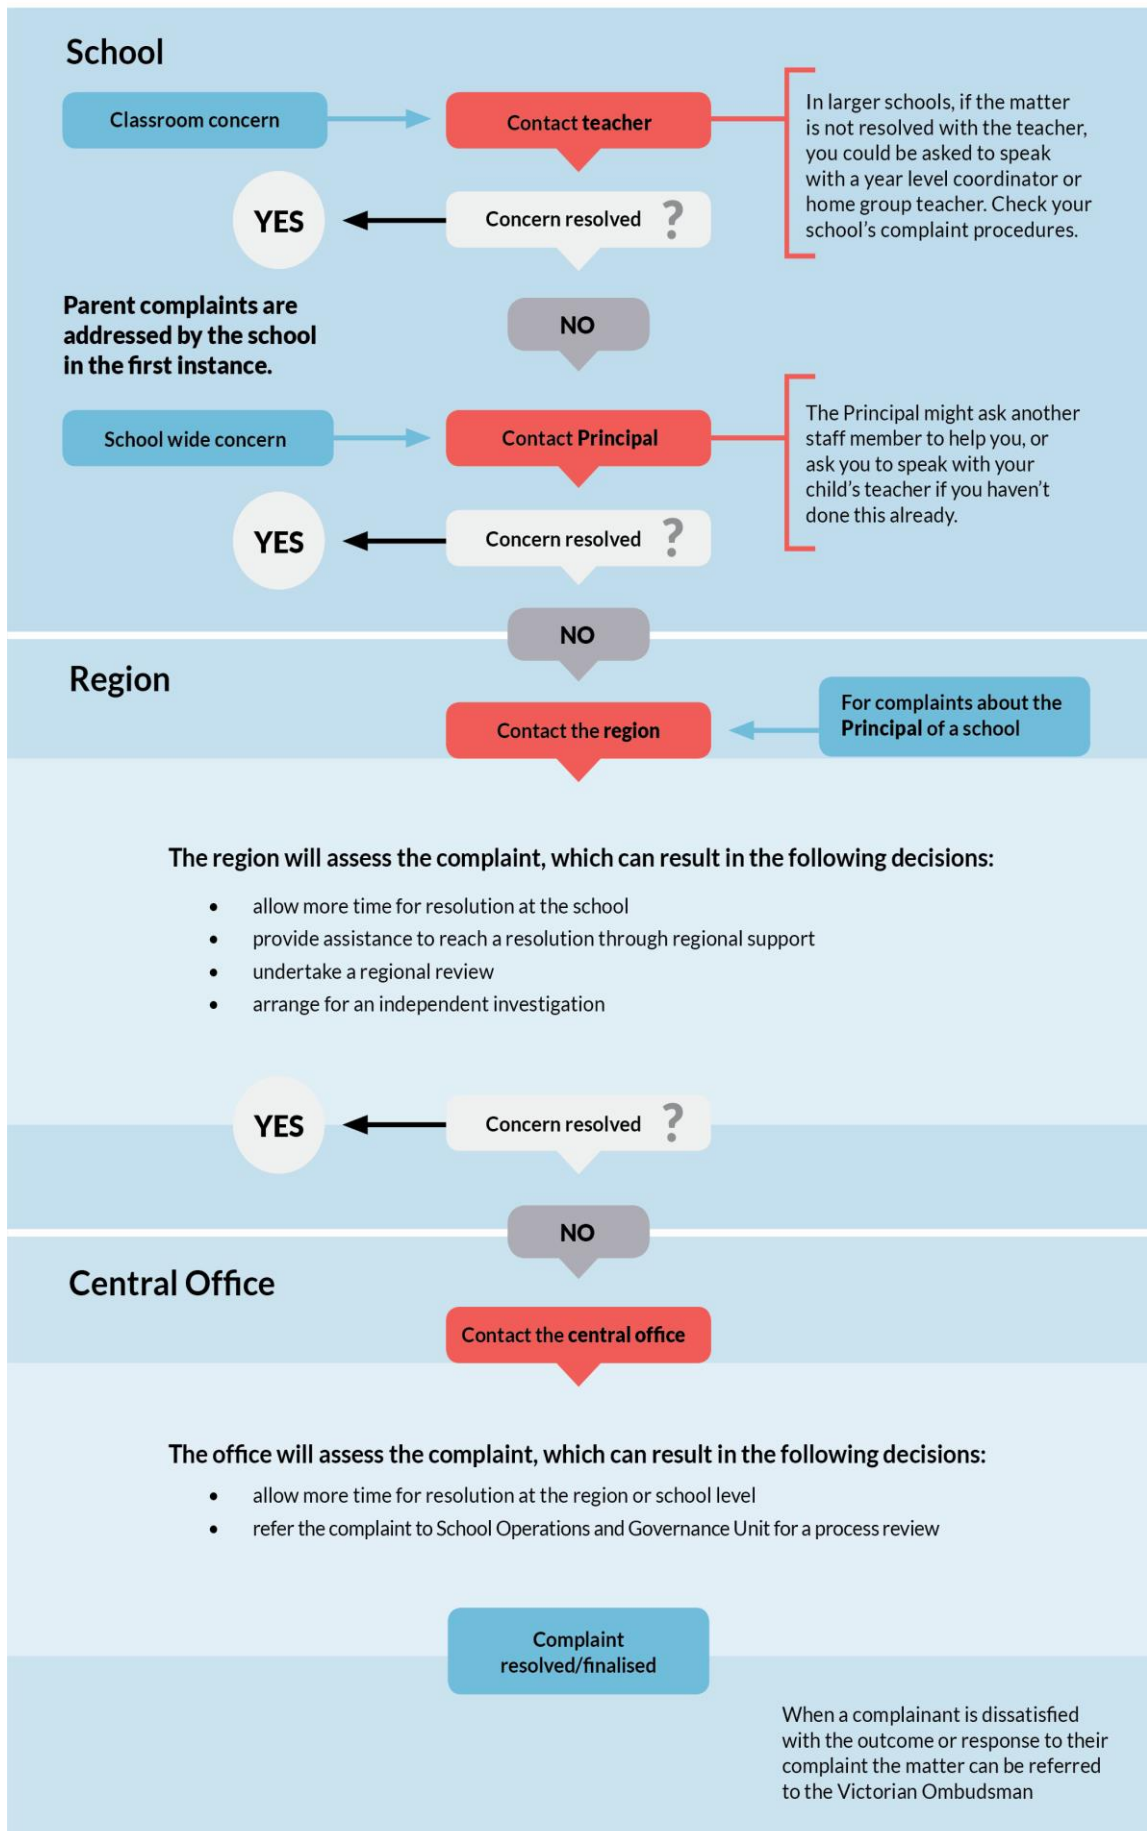 School
Classroom concern
Contact teacher
In larger schools, if the matter
is not resolved with the teacher,
you could be asked to speak
with a year level coordinator or
home group teacher. Check your
school’s complaint procedures.
YES
Concern resolved ?
NO
Parent complaints are
addressed by the school
in the first instance.
School wide concern
Contact Principal
The Principal might ask another
staff member to help you, or
ask you to speak with your
child’s teacher if you haven’t
done this already.
YES
Concern resolved ?
NO
Region
Contact the region
For complaints about the
Principal of a school
The region will assess the complaint, which can result in the following decisions:
• allow more time for resolution at the school
• provide assistance to reach a resolution through regional support
• undertake a regional review
• arrange for an independent investigation
YES
Concern resolved ?
NO
Central Office
Contact the central office
The office will assess the complaint, which can result in the following decisions:
• allow more time for resolution at the region or school level
• refer the complaint to School Operations and Governance Unit for a process review
Complaint
resolved/finalised
When a complainant is dissatisfied
with the outcome or response to their
complaint the matter can be referred
to the Victorian Ombudsman